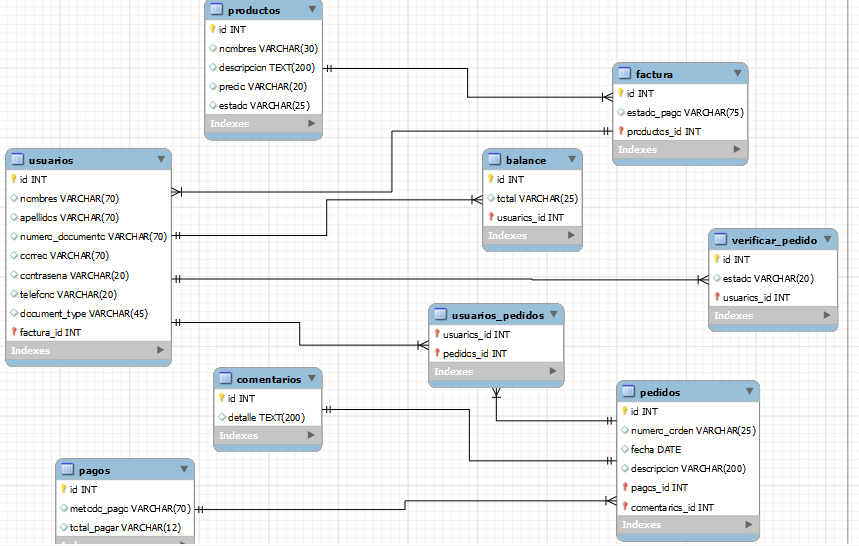 productos
id INT
nombres VARCHAR(30)
descripcion TEXT(200)
precio VARCHAR(20)
estado VARCHAR(25)
Indexes
factura
id INT
estado_pago VARCHAR(75)
productos_id INT
Indexes
usuarios
id INT
nombres VARCHAR(70)
apellidos VARCHAR(70)
numero_documento VARCHAR(70)
correo VARCHAR(70)
contrasena VARCHAR(20)
telefono VARCHAR(20)
document_type VARCHAR(45)
factura_id INT
Indexes
balance
id INT
total VARCHAR(25)
usuarios_id INT
Indexes
verificar_pedido
id INT
estado VARCHAR(20)
usuarios_id INT
Indexes
usuarios_pedidos
usuarios_id INT
pedidos_id INT
Indexes
comentarios
id INT
detalle TEXT(200)
Indexes
pedidos
id INT
numero_orden VARCHAR(25)
fecha DATE
descripcion VARCHAR(200)
pagos_id INT
comentarios_id INT
Indexes
pagos
id INT
metodo_pago VARCHAR(70)
total_pagar VARCHAR(12)